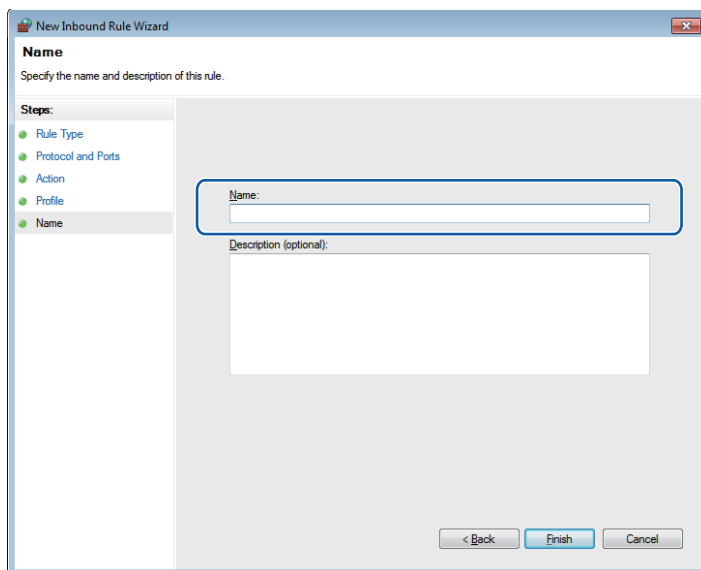 New Inbound Rule Wizard
Name
Specify the name and description of this rule.
Steps:
Rule Type
Protocol and Ports
Action
Profile
Name
Name:
Description (optional):
< Back
Finish
Cancel